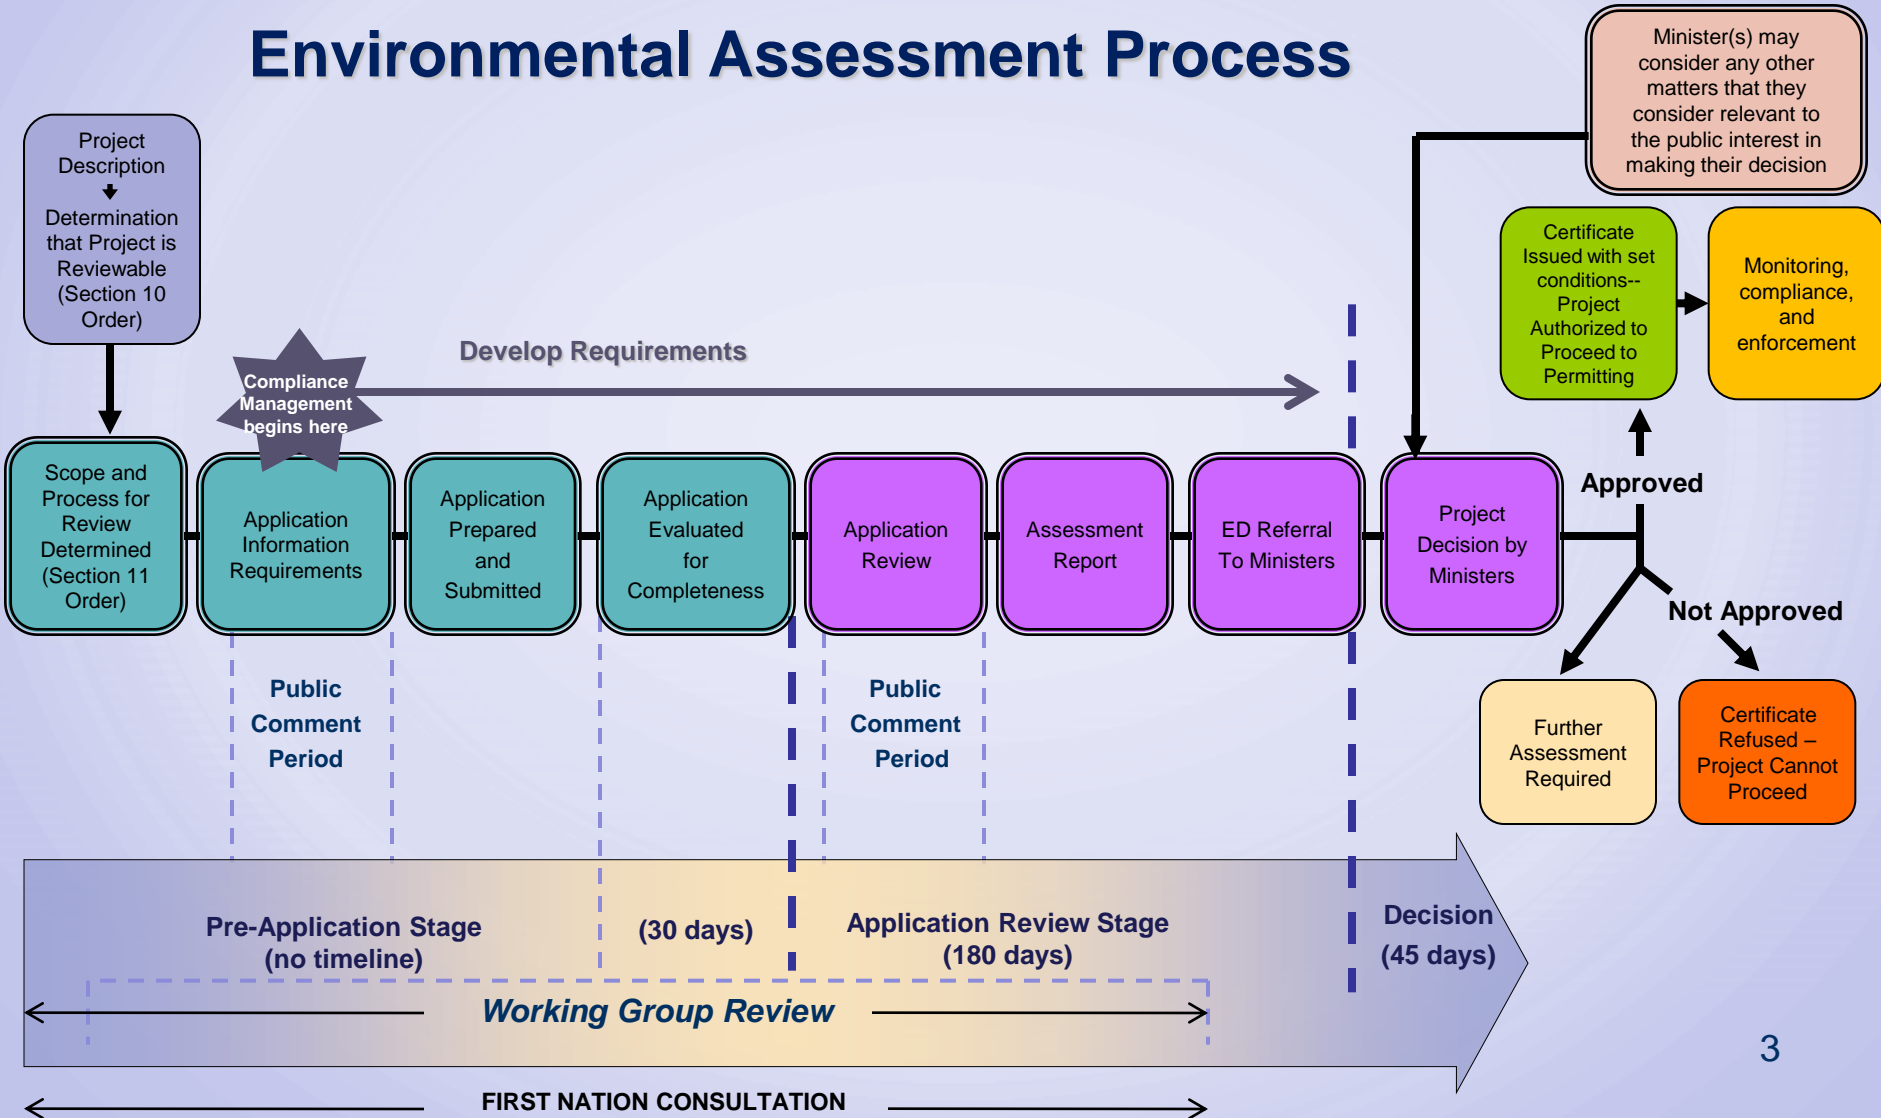 Environmental Assessment Process
Minister(s) may
consider any other
matters that they
consider relevant to
the public interest in
making their decision
Project
Description
Determination
that Project is
Reviewable
(Section 10
Order)
Certificate
Issued with set
conditions--
Project
Authorized to
Proceed to
Permitting
Monitoring,
compliance,
and
enforcement
Develop Requirements
Compliance
Management
begins here
Scope and
Process for
Review
Determined
(Section 11
Order)
Application
Information
Requirements
Application
Prepared
and
Submitted
Application
Evaluated
for
Completeness
Application
Review
Assessment
Report
ED Referral
To Ministers
Project
Decision by
Ministers
Approved
Not Approved
Public
Comment
Period
Public
Comment
Period
Further
Assessment
Required
Certificate
Refused –
Project Cannot
Proceed
Pre-Application Stage
(no timeline)
(30 days)
Application Review Stage
(180 days)
Decision
(45 days)
Working Group Review
3
FIRST NATION CONSULTATION